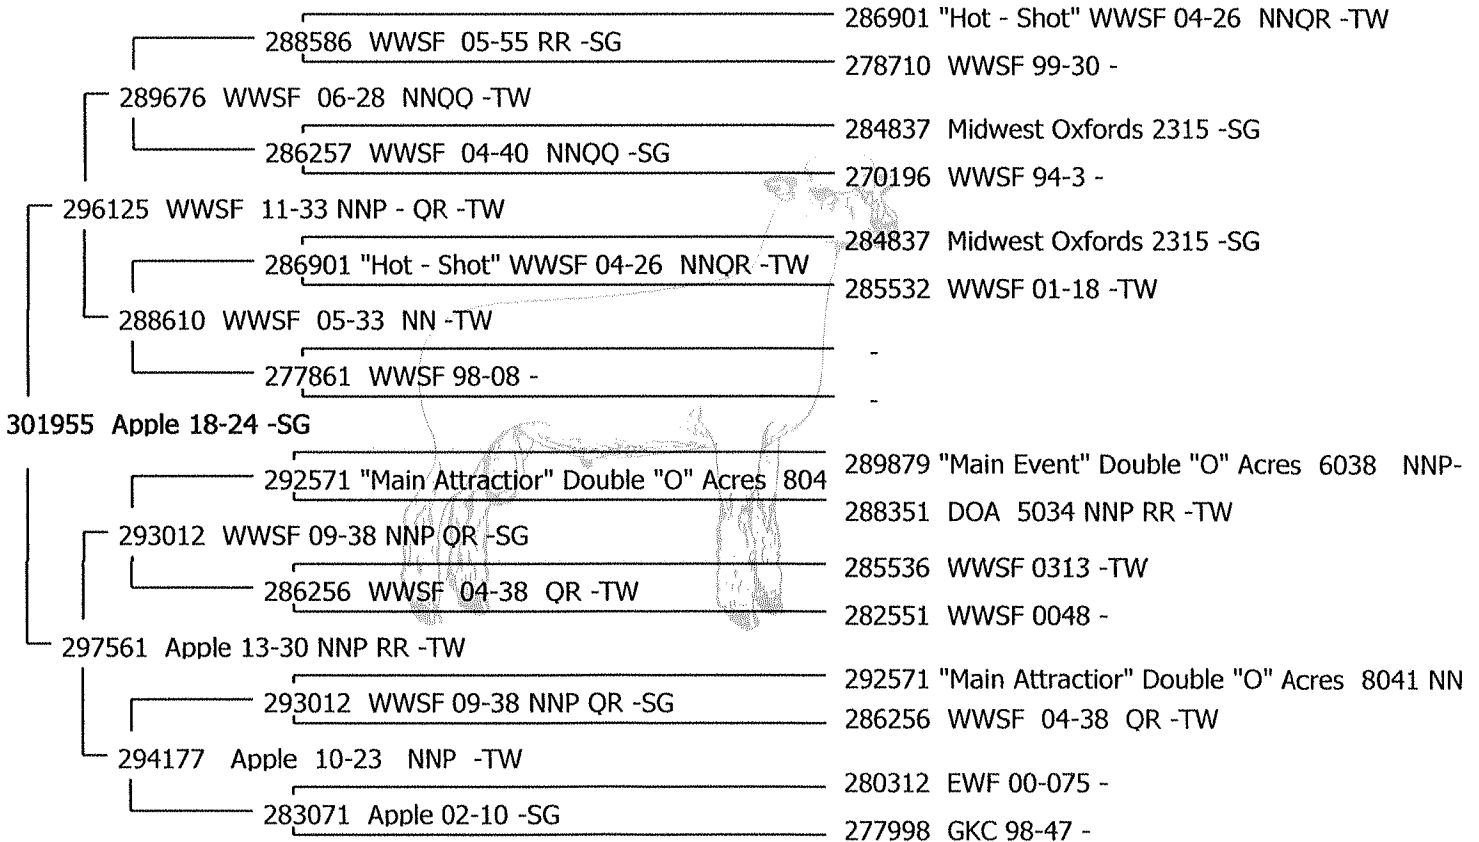 286901 "Hot - Shot" WWSF 04-26 NNQR -TW
288586 WWSF 05-55 RR -SG
278710 WWSF 99-30 -
289676 WWSF 06-28 NNQQ -TW
284837 Midwest Oxfords 2315 -SG
286257 WWSF 04-40 NNQQ -SG
270196 WWSF 94-3 -
296125 WWSF 11-33 NNP - QR -TW
284837 Midwest Oxfords 2315 -SG
286901 "Hot - Shot" WWSF 04-26 NNQR -TW
285532 WWSF 01-18 -TW
288610 WWSF 05-33 NN -TW
-
277861 WWSF 98-08 -
-
301955 Apple 18-24 -SG
289879 "Main Event" Double "O" Acres 6038 NNP-
292571 "Main Attractior" Double "O" Acres 804
288351 DOA 5034 NNP RR -TW
293012 WWSF 09-38 NNP QR -SG
285536 WWSF 0313 -TW
286256 WWSF 04-38 QR -TW
282551 WWSF 0048 -
297561 Apple 13-30 NNP RR -TW
292571 "Main Attractior" Double "O" Acres 8041 NN
293012 WWSF 09-38 NNP QR -SG
286256 WWSF 04-38 QR -TW
294177 Apple 10-23 NNP -TW
280312 EWF 00-075 -
283071 Apple 02-10 -SG
277998 GKC 98-47 -